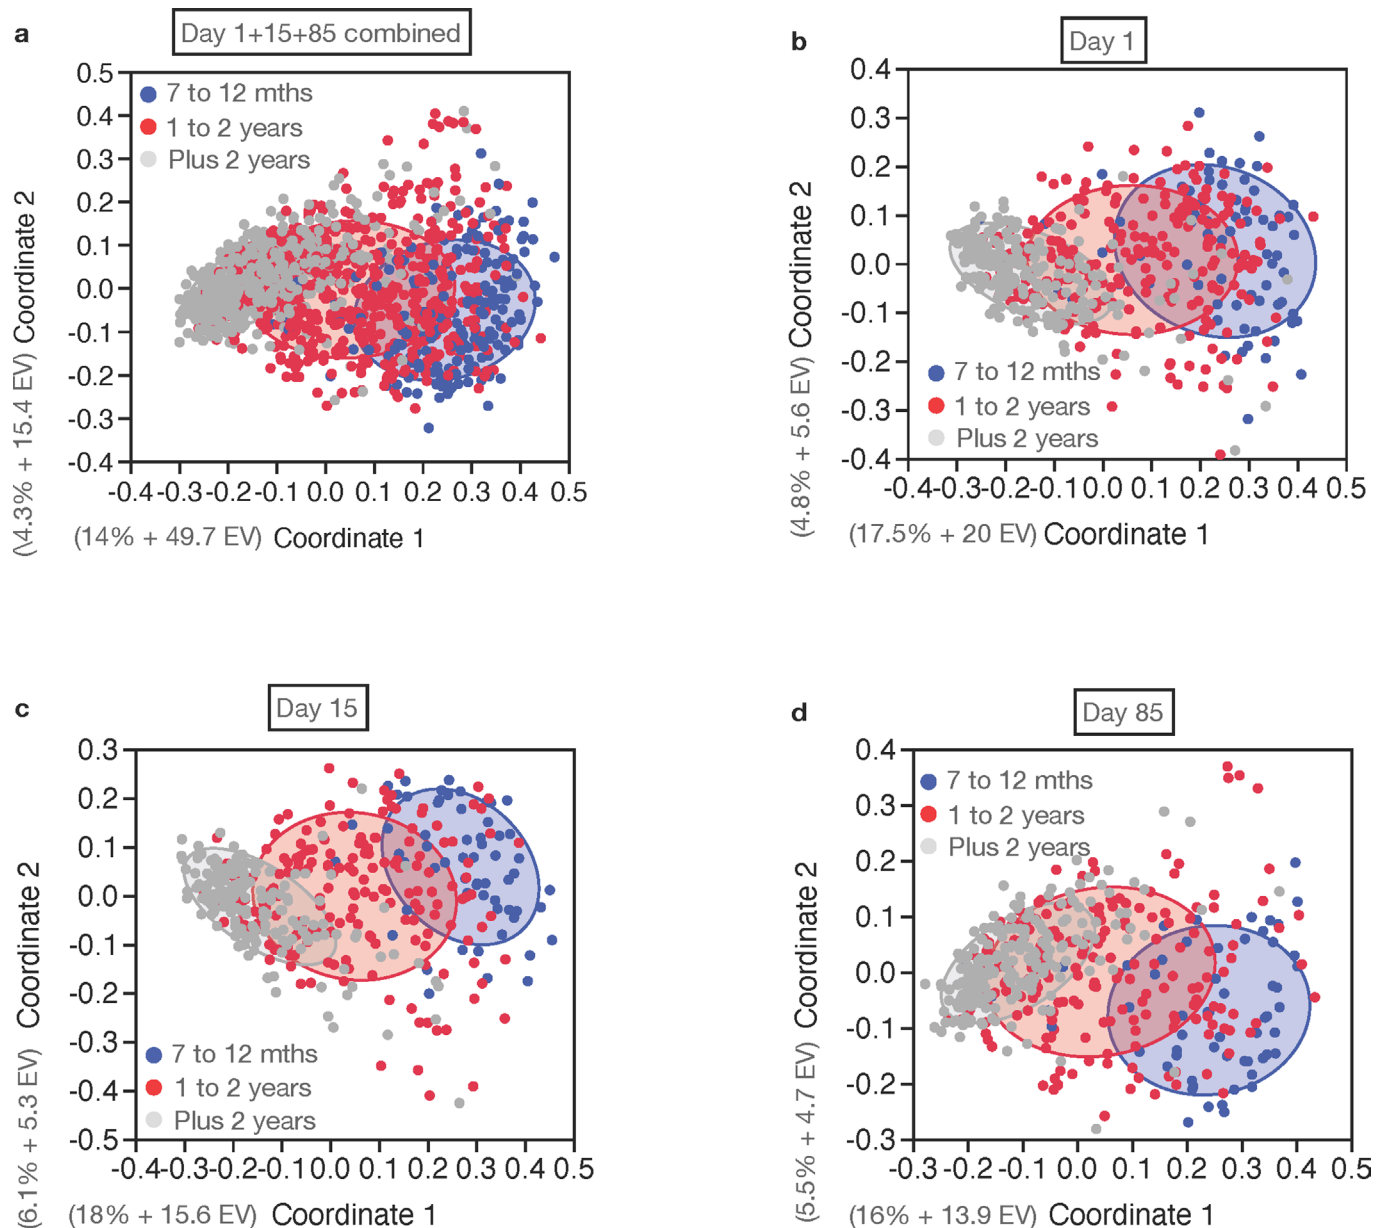 a
Day 1+15+85 combined
0.5
0.4
0.3
0.2
0.1
0.0
-0.1
-0.2
-0.3
-0.4
7 to 12 mths
1 to 2 years
Plus 2 years
-0.4 -0.3 -0.2 -0.1 0.0 0.1 0.2 0.3 0.4 0.5
(14% + 49.7 EV) Coordinate 1
(\4.3% + 15.4 EV) Coordinate 2
b
Day 1
0.4
0.3
0.2
0.1
0.0
-0.1
-0.2
-0.3
-0.4
7 to 12 mths
1 to 2 years
Plus 2 years
-0.4 -0.3 -0.2 -0.1 0.0 0.1 0.2 0.3 0.4 0.5
(17.5% + 20 EV) Coordinate 1
(4.8% + 5.6 EV) Coordinate 2
c
Day 15
0.3
0.2
0.1
0.0
-0.1
-0.2
-0.3
-0.4
-0.5
7 to 12 mths
1 to 2 years
Plus 2 years
-0.4 -0.3 -0.2 -0.1 0.0 0.1 0.2 0.3 0.4 0.5
(18% + 15.6 EV) Coordinate 1
(6.1% + 5.3 EV) Coordinate 2
d
Day 85
0.4
0.3
0.2
0.1
0.0
-0.1
-0.2
-0.3
7 to 12 mths
1 to 2 years
Plus 2 years
-0.3 -0.2 -0.1 0.0 0.1 0.2 0.3 0.4 0.5
(16% + 13.9 EV) Coordinate 1
(5.5% + 4.7 EV) Coordinate 2